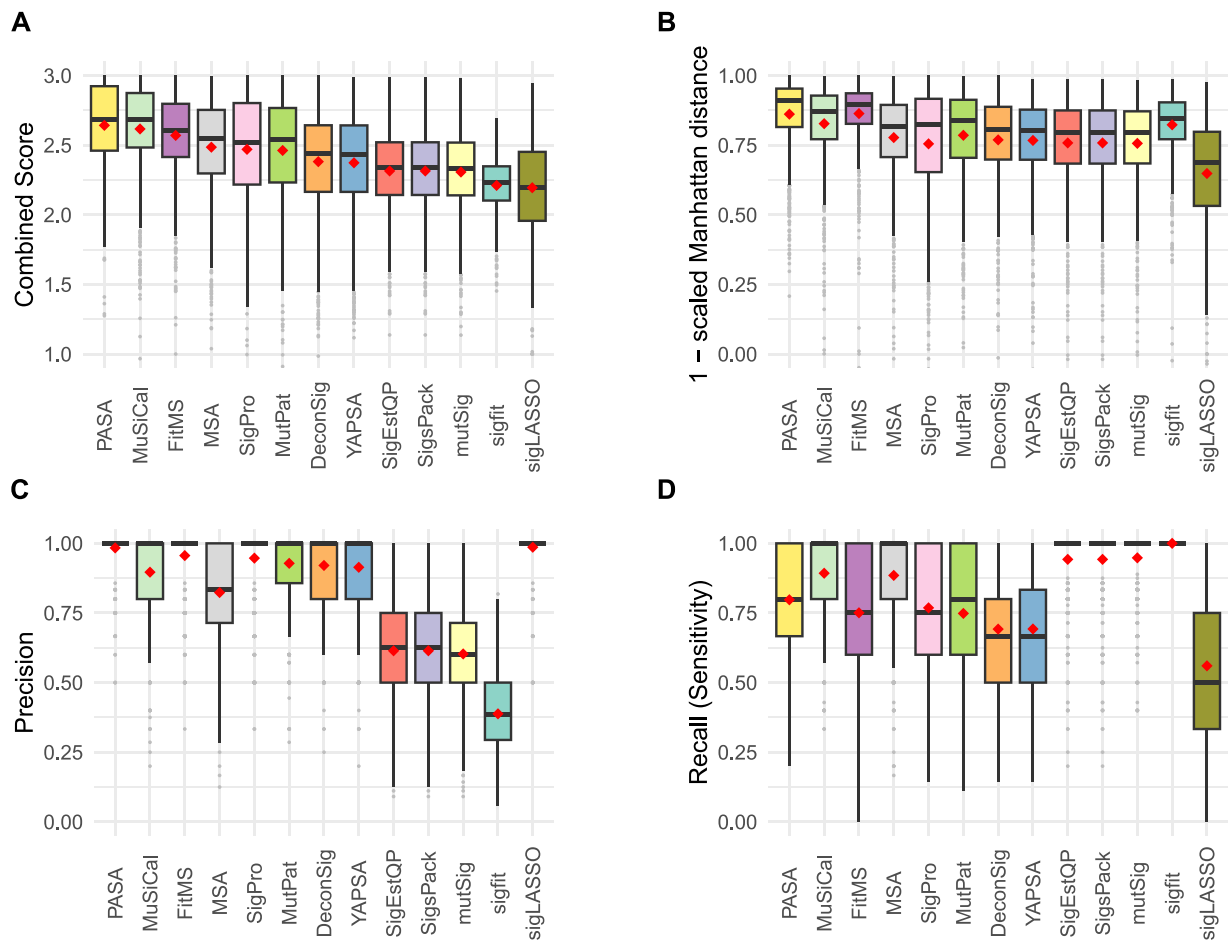 A
Combined Score
3.0
2.5
2.0
1.5
1.0
PASA
MuSiCal
FitMS
MSA
SigPro
MutPat
DeconSig
YAPSA
SigEstQP
SigsPack
mutSig
sigfit
sigLASSO
B
1 − scaled Manhattan distance
1.00
0.75
0.50
0.25
0.00
PASA
MuSiCal
FitMS
MSA
SigPro
MutPat
DeconSig
YAPSA
SigEstQP
SigsPack
mutSig
sigfit
sigLASSO
C
Precision
1.00
0.75
0.50
0.25
0.00
PASA
MuSiCal
FitMS
MSA
SigPro
MutPat
DeconSig
YAPSA
SigEstQP
SigsPack
mutSig
sigfit
sigLASSO
D
Recall (Sensitivity)
1.00
0.75
0.50
0.25
0.00
PASA
MuSiCal
FitMS
MSA
SigPro
MutPat
DeconSig
YAPSA
SigEstQP
SigsPack
mutSig
sigfit
sigLASSO